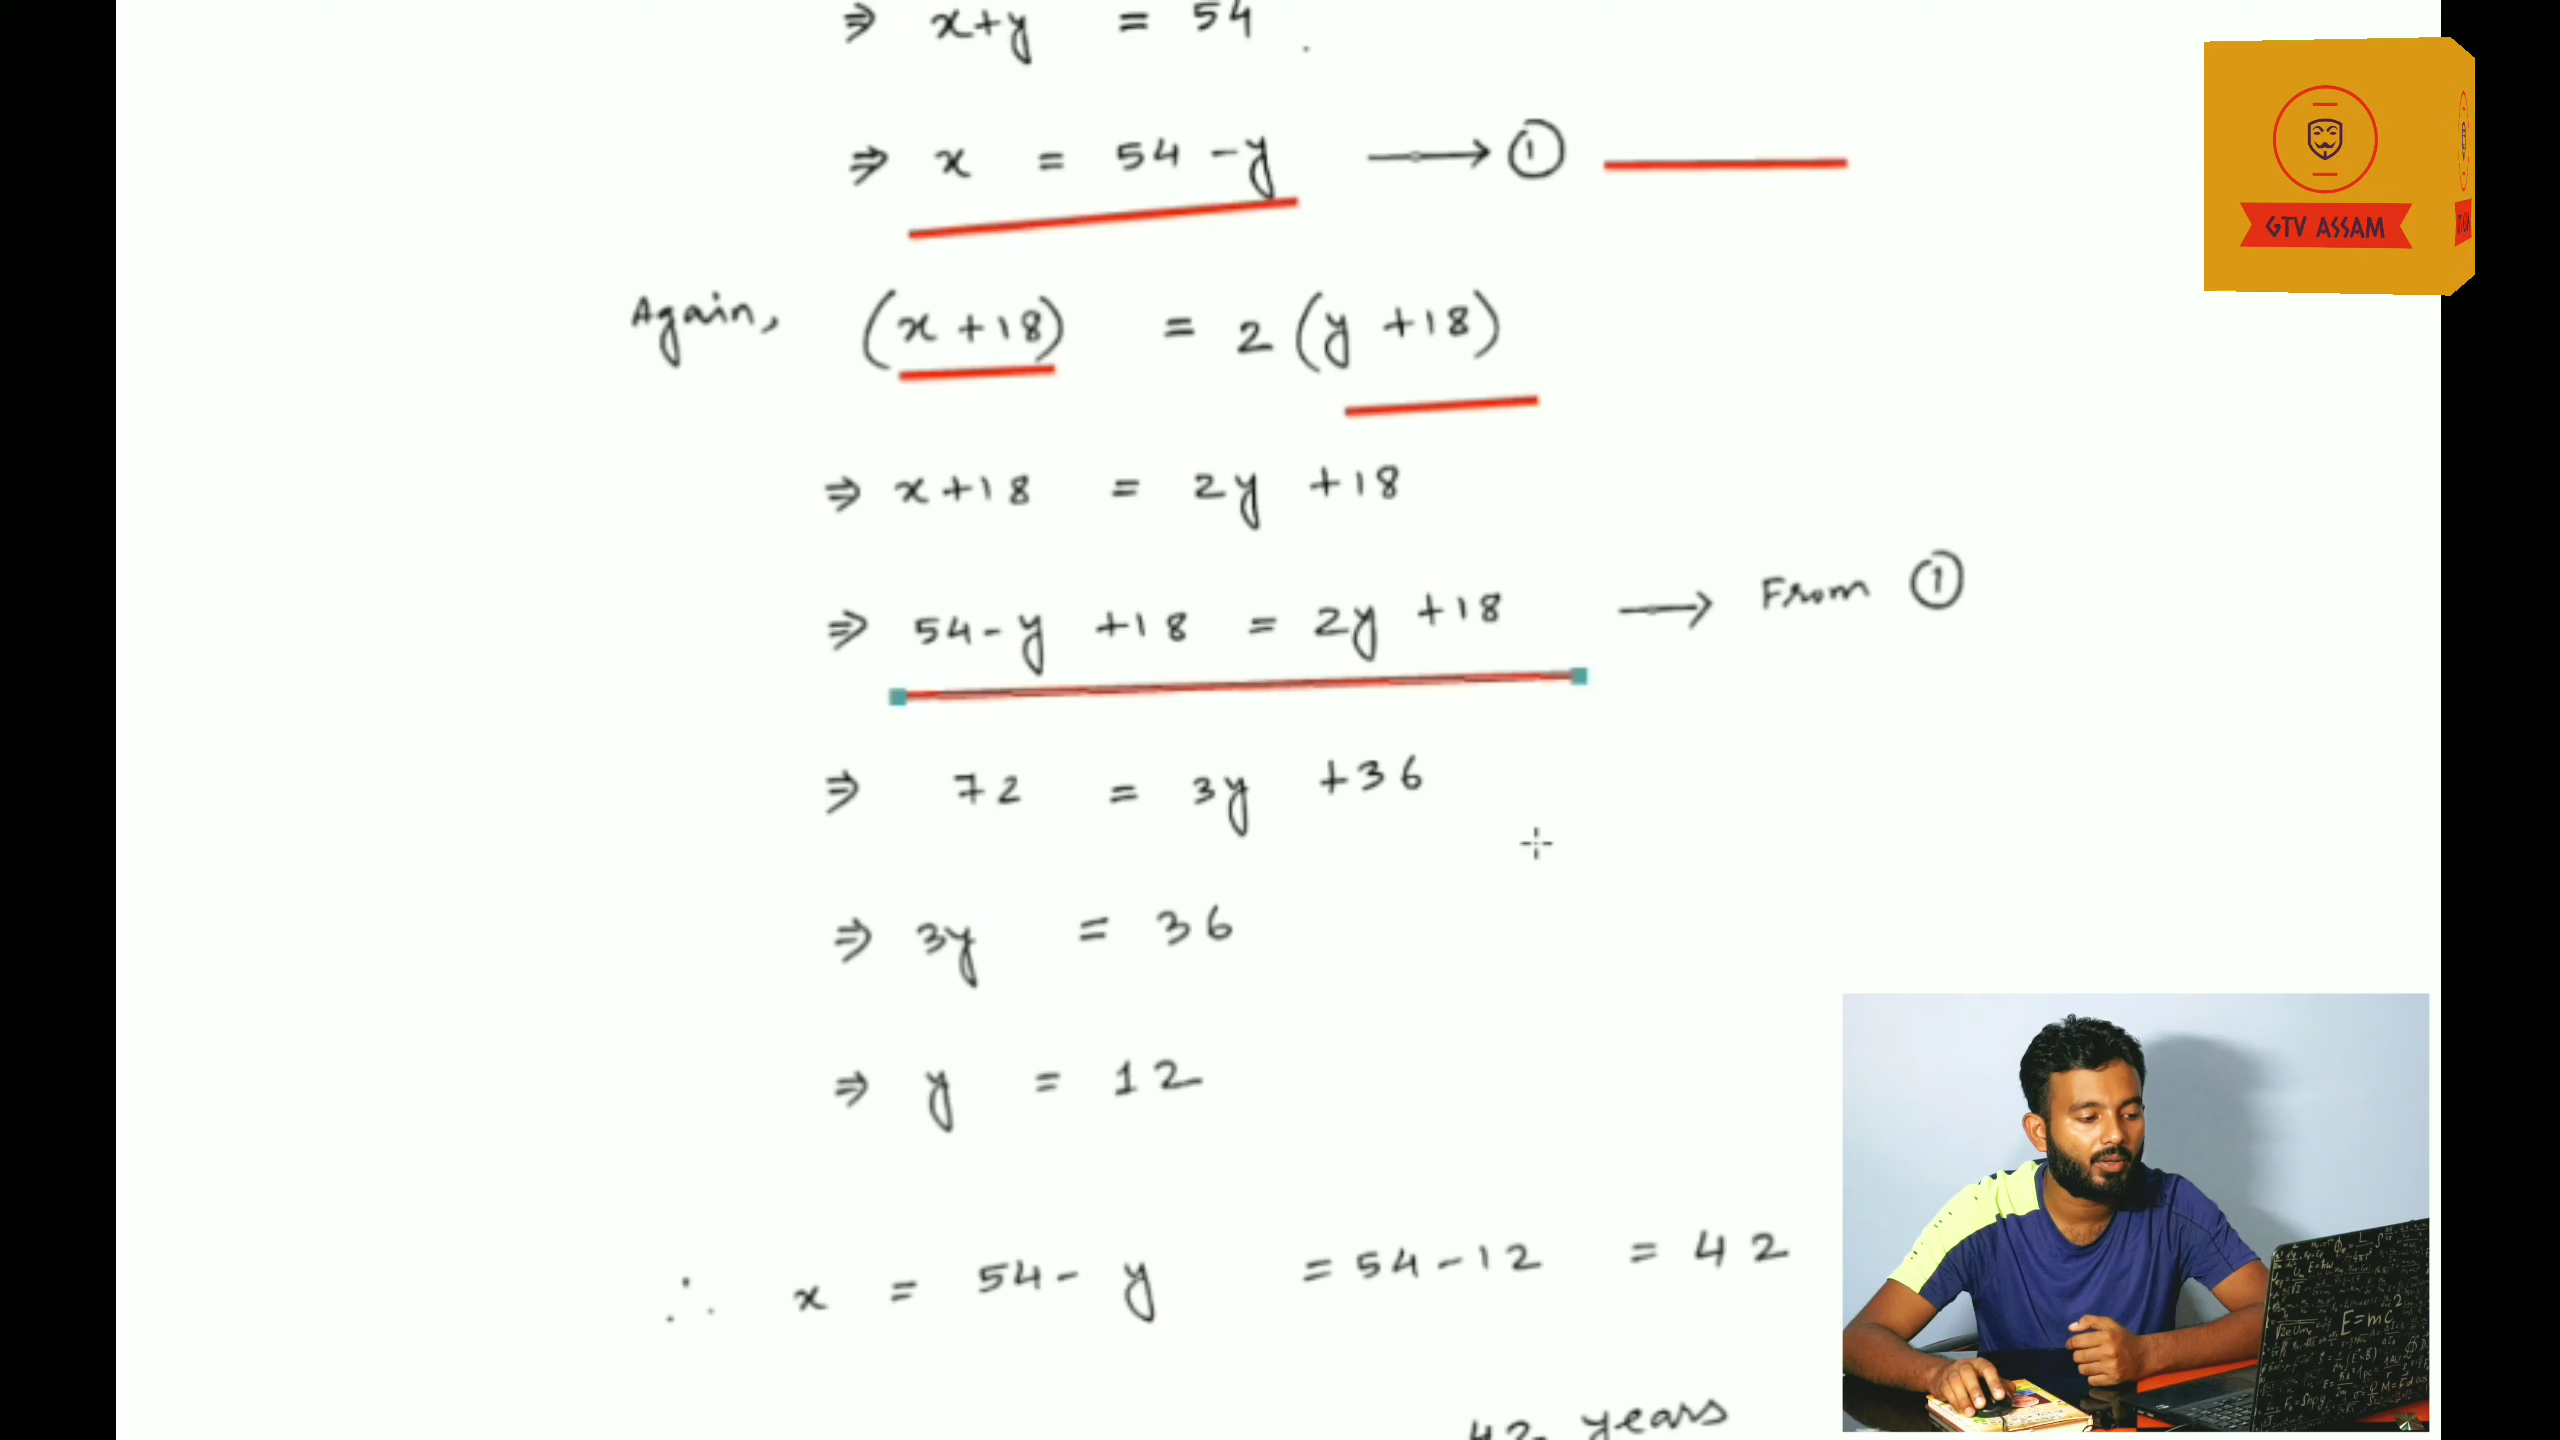 ⇒ x+y = 54 .
⇒ x = 54 - y ⟶ ①
Again, (x +18) = 2 (y +18)
⇒ x+18 = 2y +18
⇒ 54 - y +18 = 2y +18 ⟶ From ①
⇒ 72 = 3y +36
⇒ 3y = 36
⇒ y = 12
∴ x = 54 - y = 54 - 12 = 42
42 years
GTV ASSAM
E=mc²